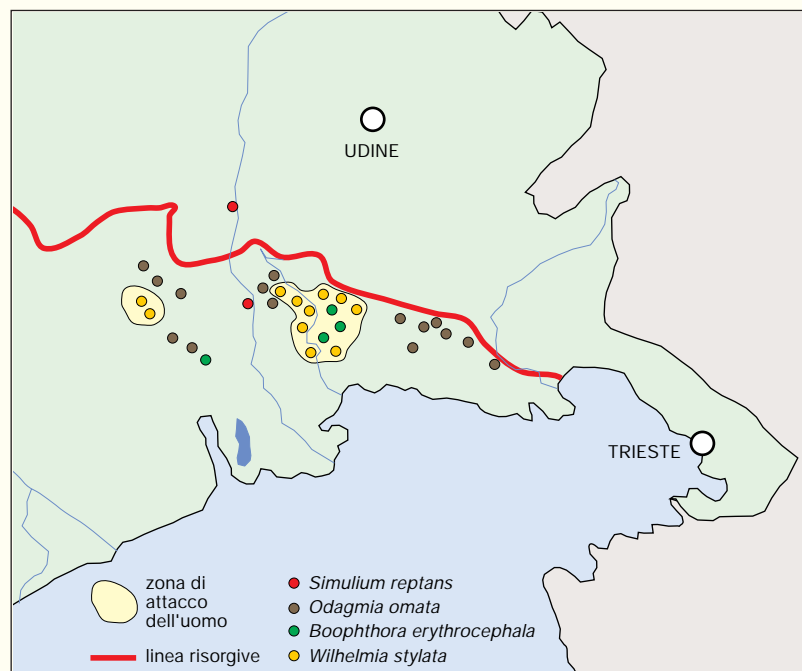 UDINE
TRIESTE
zona di
attacco
dell'uomo
linea risorgive
Simulium reptans
Odagmia omata
Boophthora erythrocephala
Wilhelmia stylata